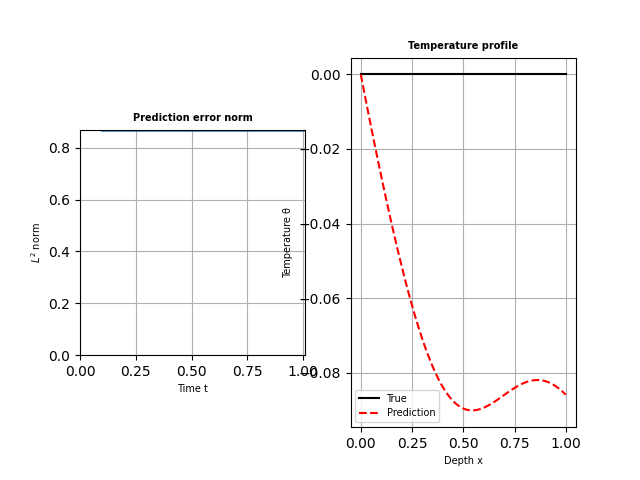 Prediction error norm
L² norm
0.8
0.6
0.4
0.2
0.0
0.00 0.25 0.50 0.75 1.00
Time t
Temperature profile
Temperature θ
0.00
−0.02
−0.04
−0.06
−0.08
True
Prediction
0.00 0.25 0.50 0.75 1.00
Depth x